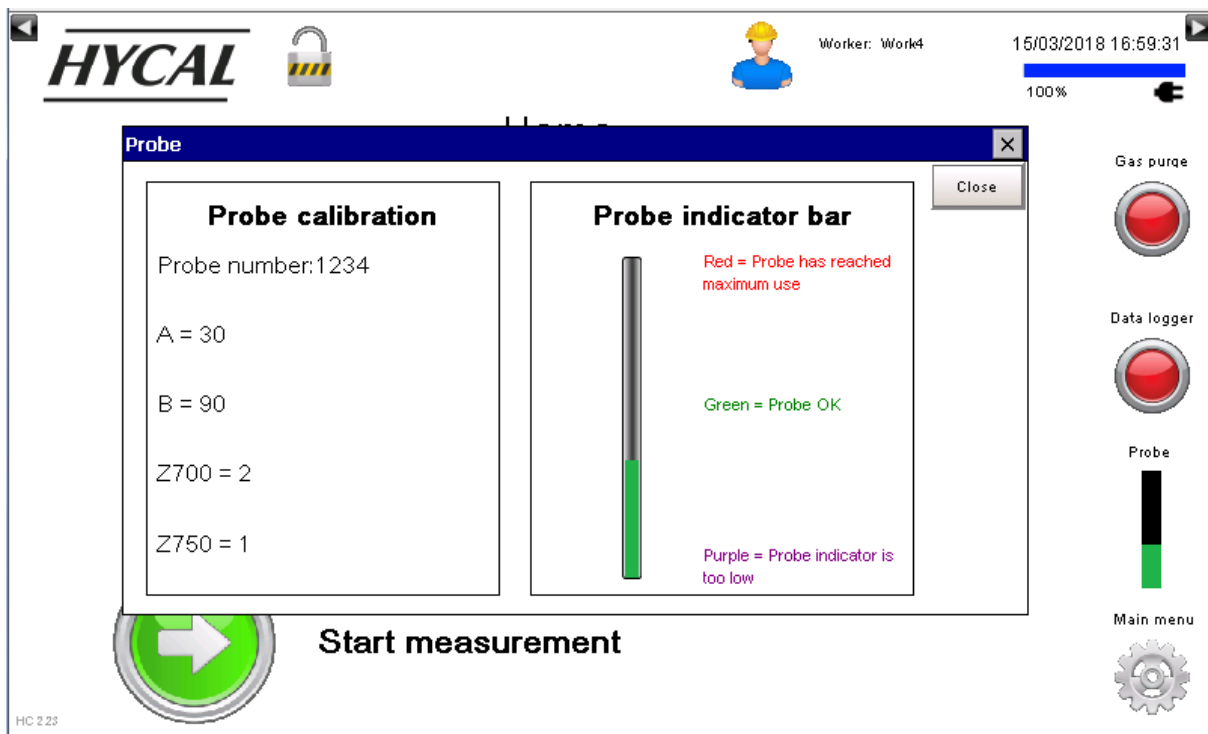 HYCAL
Worker: Work4
15/03/2018 16:59:31
100%
Probe
Close
Probe calibration
Probe number:1234
A = 30
B = 90
Z700 = 2
Z750 = 1
Probe indicator bar
Red = Probe has reached
maximum use
Green = Probe OK
Purple = Probe indicator is
too low
Gas purge
Data logger
Probe
Main menu
Start measurement
HC 2.23